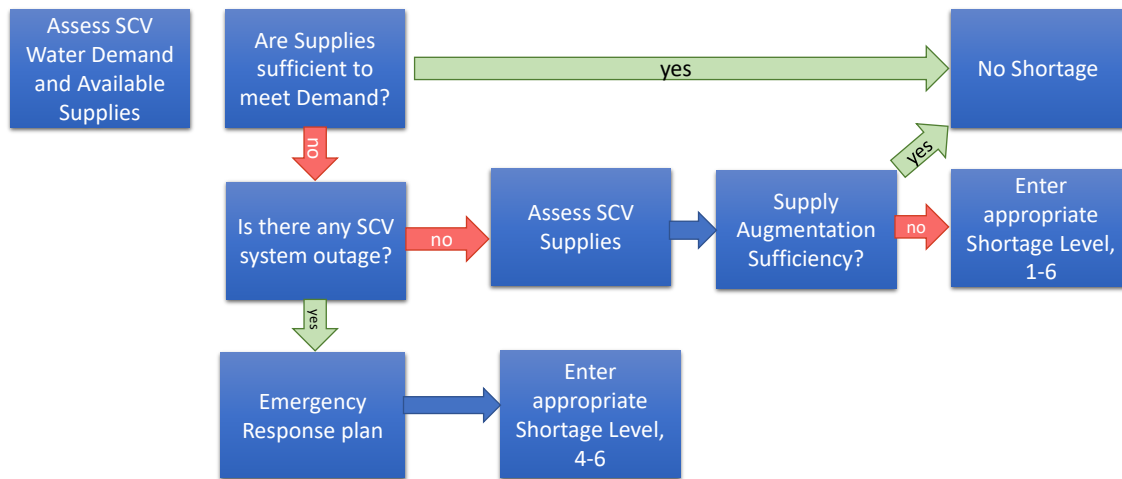 Assess SCV
Water Demand
and Available
Supplies
Are Supplies
sufficient to
meet Demand?
yes
No Shortage
no
yes
Is there any SCV
system outage?
no
Assess SCV
Supplies
Supply
Augmentation
Sufficiency?
no
Enter
appropriate
Shortage Level,
1-6
yes
Emergency
Response plan
Enter
appropriate
Shortage Level,
4-6